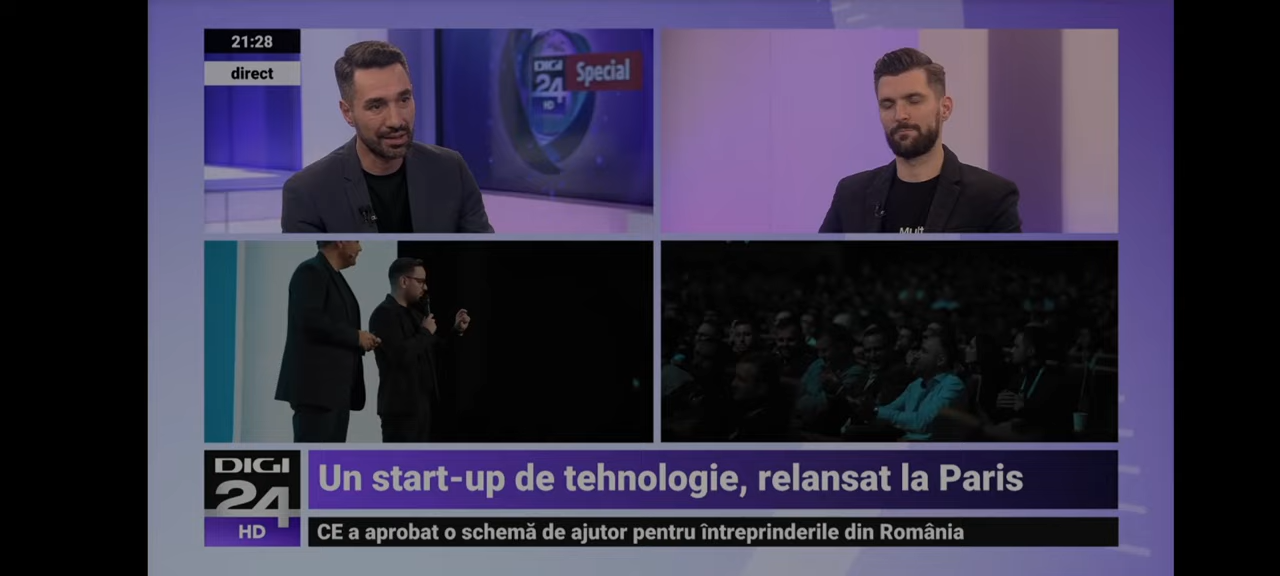 21:28
direct
DIGI
24
HD
Special
Mult
DIGI
24
HD
Un start-up de tehnologie, relansat la Paris
CE a aprobat o schemă de ajutor pentru întreprinderile din România